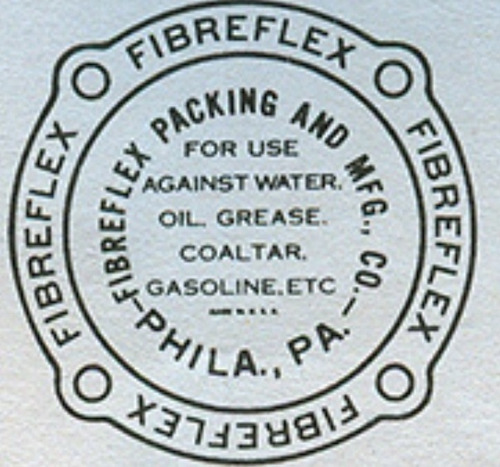 FIBREFLEX
FIBREFLEX
FIBREFLEX
FIBREFLEX
FIBREFLEX PACKING AND MFG., CO.
FOR USE
AGAINST WATER.
OIL. GREASE.
COALTAR.
GASOLINE, ETC
—PHILA., PA.—